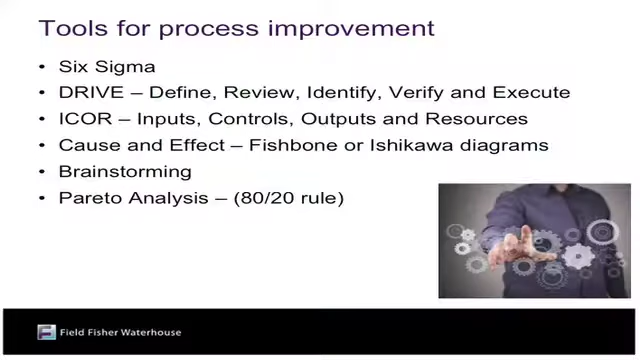 Tools for process improvement
• Six Sigma
• DRIVE – Define, Review, Identify, Verify and Execute
• ICOR – Inputs, Controls, Outputs and Resources
• Cause and Effect – Fishbone or Ishikawa diagrams
• Brainstorming
• Pareto Analysis – (80/20 rule)
Field Fisher Waterhouse